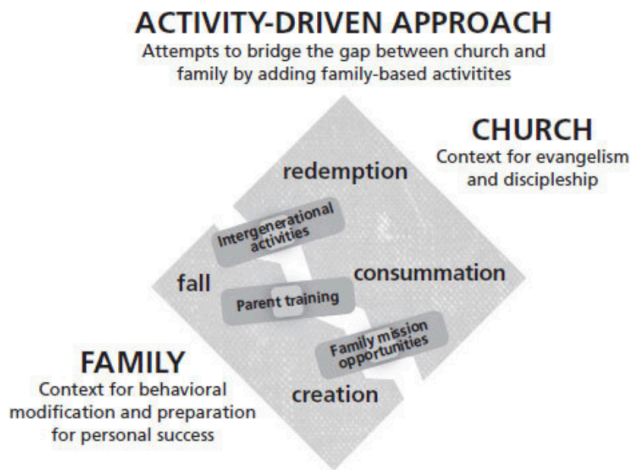 ACTIVITY-DRIVEN APPROACH
Attempts to bridge the gap between church and
family by adding family-based activitites
CHURCH
Context for evangelism
and discipleship
redemption
Intergenerational
activities
fall
consummation
Parent training
Family mission
opportunities
FAMILY
Context for behavioral
modification and preparation
for personal success
creation